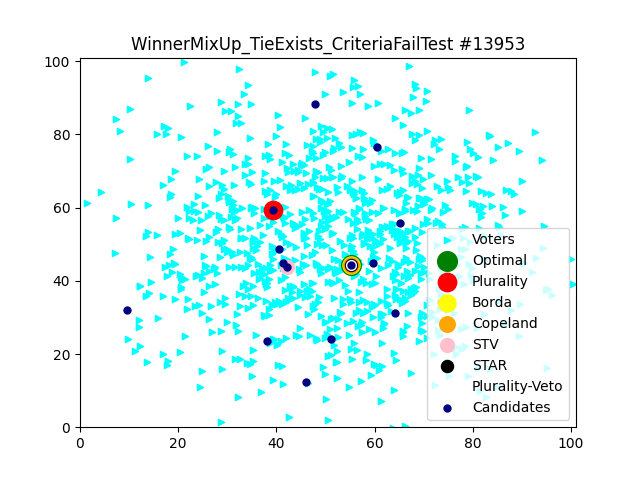 WinnerMixUp_TieExists_CriteriaFailTest #13953
100
80
60
40
20
0
0
20
40
60
80
100
Voters
Optimal
Plurality
Borda
Copeland
STV
STAR
Plurality-Veto
Candidates